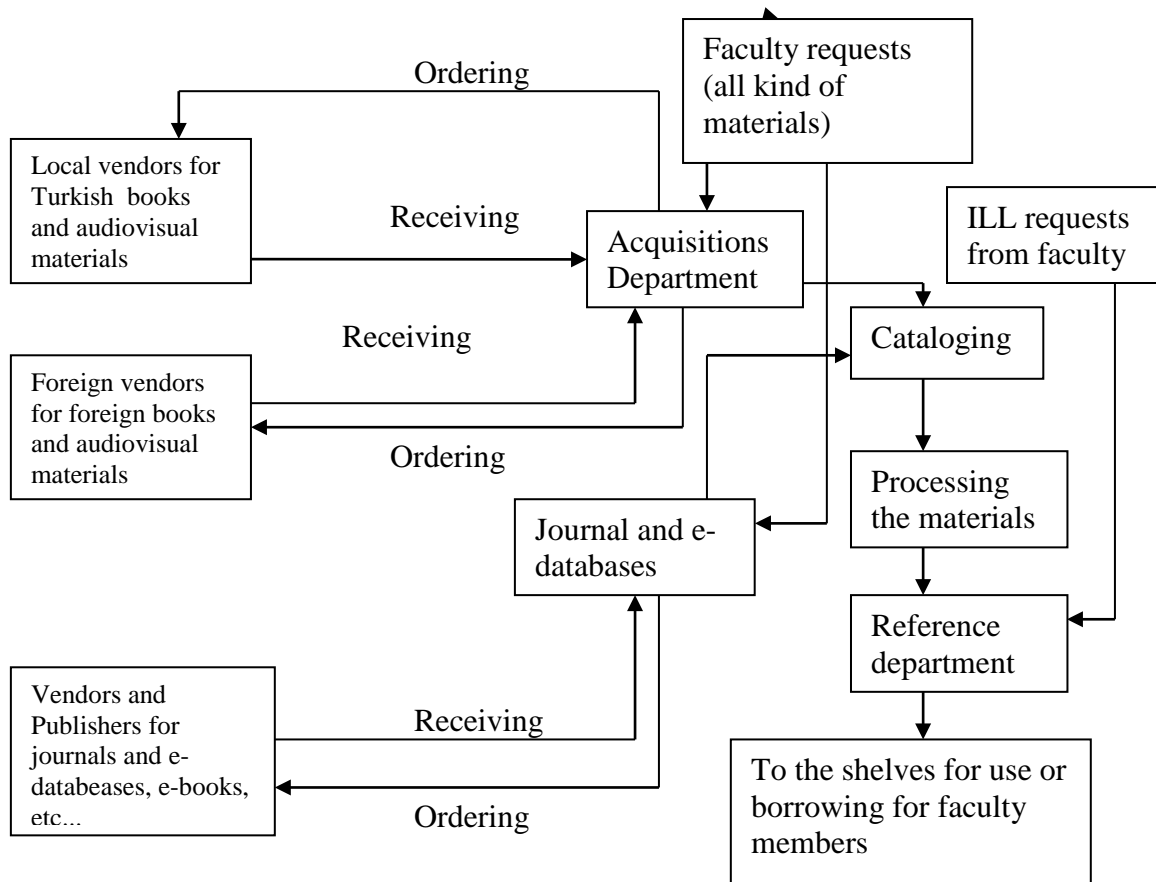 Faculty requests
(all kind of
materials)
Ordering
Local vendors for
Turkish books
and audiovisual
materials
Receiving
Acquisitions
Department
ILL requests
from faculty
Receiving
Cataloging
Foreign vendors
for foreign books
and audiovisual
materials
Ordering
Processing
the materials
Journal and e-
databases
Reference
department
Vendors and
Publishers for
journals and e-
databeases, e-books,
etc...
Receiving
Ordering
To the shelves for use or
borrowing for faculty
members